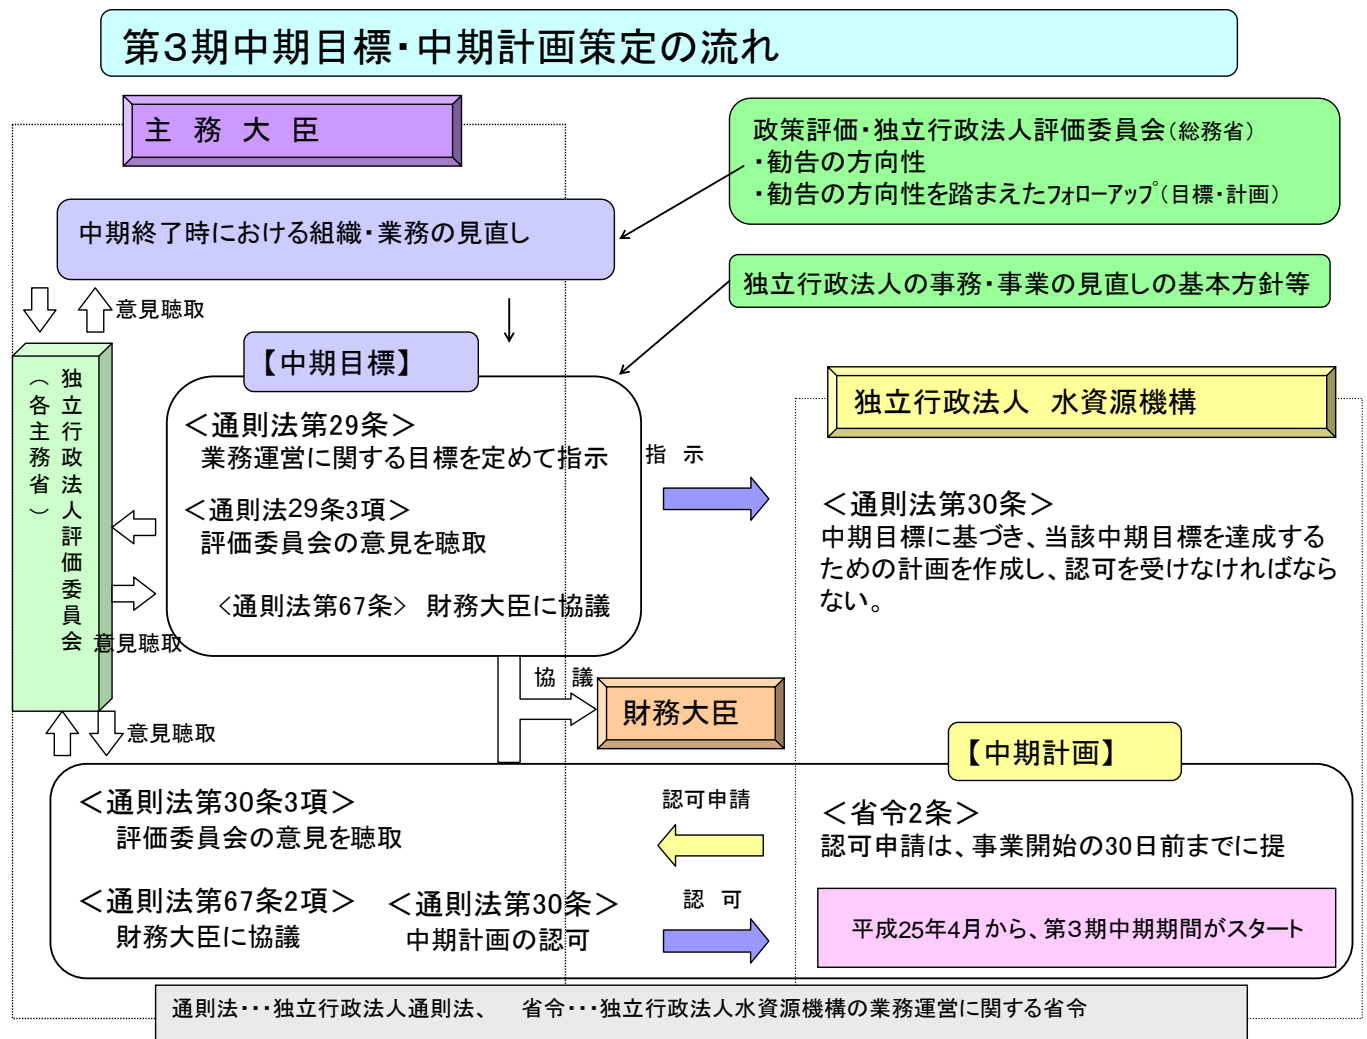 第3期中期目標・中期計画策定の流れ
主 務 大 臣
政策評価・独立行政法人評価委員会(総務省)
・勧告の方向性
・勧告の方向性を踏まえたフォローアップ(目標・計画)
中期終了時における組織・業務の見直し
独立行政法人の事務・事業の見直しの基本方針等
意見聴取
【中期目標】
独立行政法人評価委員会
(各主務省)
<通則法第29条>
業務運営に関する目標を定めて指示
<通則法29条3項>
評価委員会の意見を聴取
<通則法第67条> 財務大臣に協議
意見聴取
指 示
独立行政法人 水資源機構
<通則法第30条>
中期目標に基づき、当該中期目標を達成する
ための計画を作成し、認可を受けなければなら
ない。
協 議
財務大臣
意見聴取
【中期計画】
<通則法第30条3項>
評価委員会の意見を聴取
<通則法第67条2項>
財務大臣に協議
<通則法第30条>
中期計画の認可
認可申請
認 可
<省令2条>
認可申請は、事業開始の30日前までに提
平成25年4月から、第3期中期期間がスタート
通則法・・・独立行政法人通則法、 省令・・・独立行政法人水資源機構の業務運営に関する省令